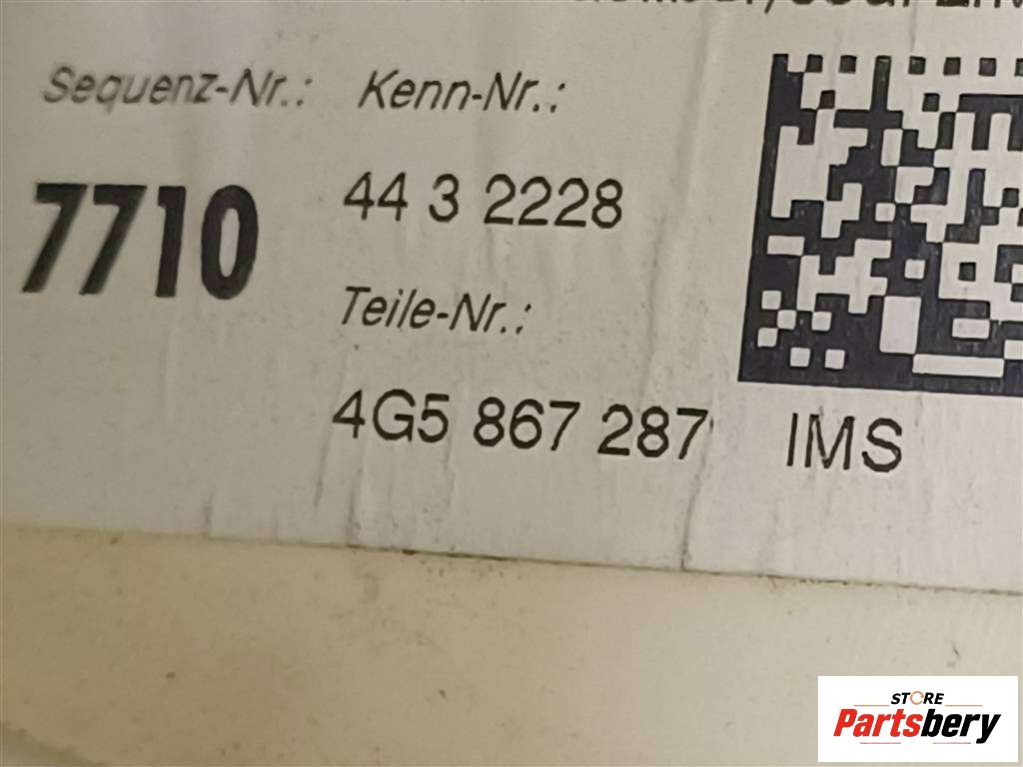 Sequenz-Nr.: Kenn-Nr.:
7710 44 3 2228
Teile-Nr.:
4G5 867 287 IMS
STORE
Partsbery